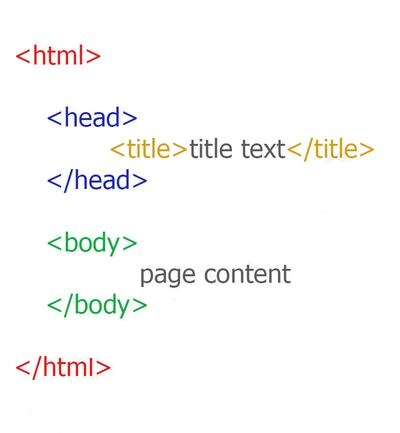 <html>
<head>
<title>title text</title>
</head>
<body>
page content
</body>
</html>